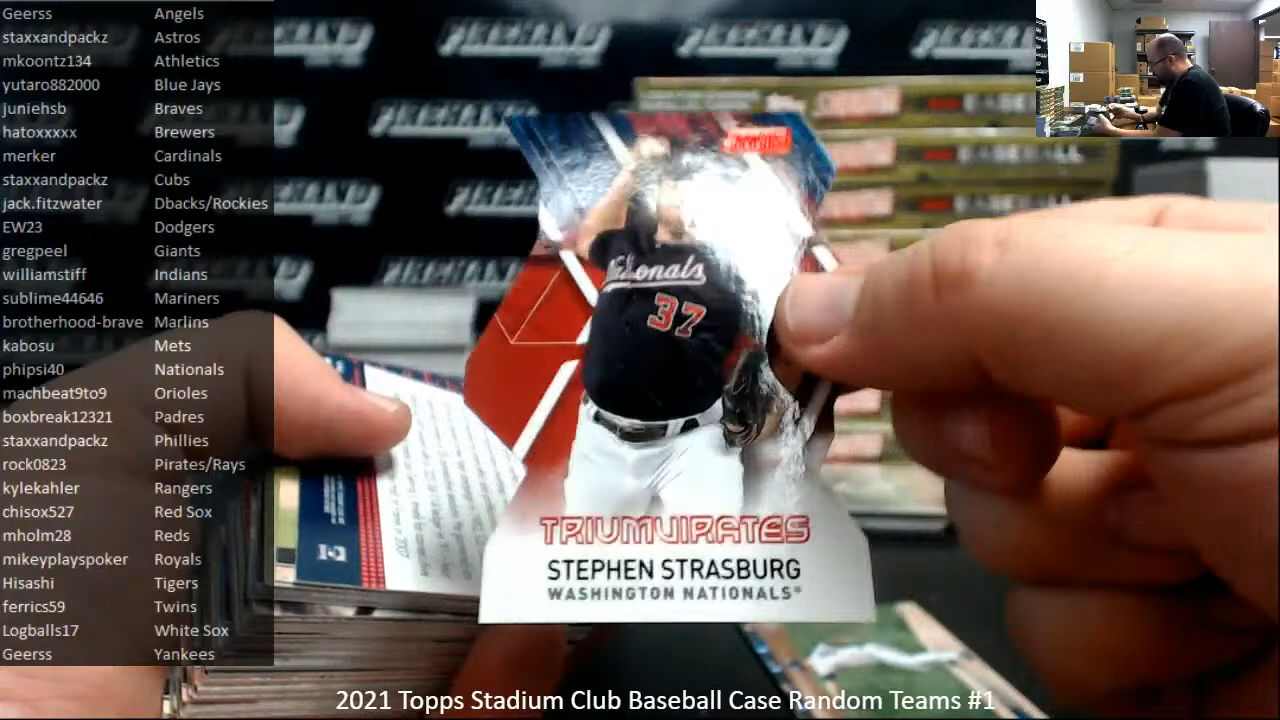 Geerss Angels
staxxandpackz Astros
mkoontz134 Athletics
yutaro882000 Blue Jays
juniehsb Braves
hatoxxxxx Brewers
merker Cardinals
staxxandpackz Cubs
jack.fitzwater Dbacks/Rockies
EW23 Dodgers
gregpeel Giants
williamstiff Indians
sublime44646 Mariners
brotherhood-brave Marlins
kabosu Mets
phipsi40 Nationals
machbeat9to9 Orioles
boxbreak12321 Padres
staxxandpackz Phillies
rock0823 Pirates/Rays
kylekahler Rangers
chisox527 Red Sox
mholm28 Reds
mikeyplayspoker Royals
Hisashi Tigers
ferrics59 Twins
Logballs17 White Sox
Geerss Yankees
Nationals
37
TRIUMVIRATES
STEPHEN STRASBURG
WASHINGTON NATIONALS®
2021 Topps Stadium Club Baseball Case Random Teams #1